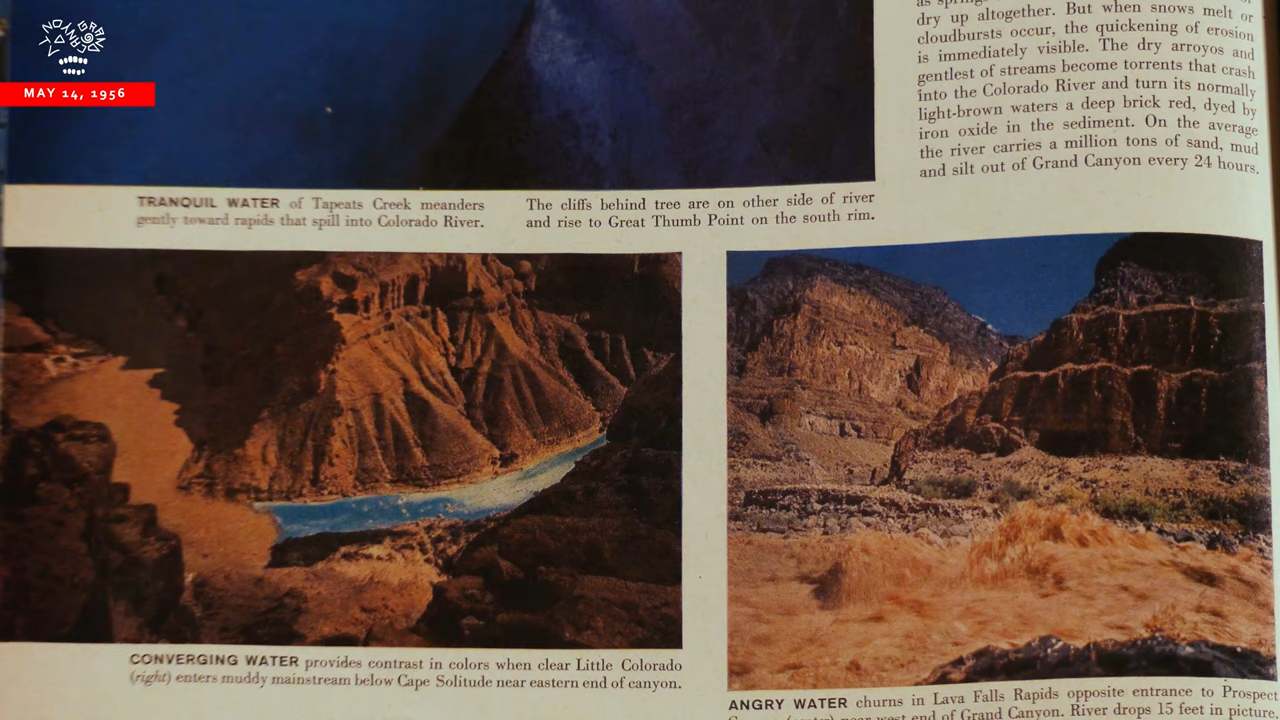 GRAND
CANYON
MAY 14, 1956
dry up altogether. But when snows melt or
cloudbursts occur, the quickening of erosion
is immediately visible. The dry arroyos and
gentlest of streams become torrents that crash
into the Colorado River and turn its normally
light-brown waters a deep brick red, dyed by
iron oxide in the sediment. On the average
the river carries a million tons of sand, mud
and silt out of Grand Canyon every 24 hours.
TRANQUIL WATER of Tapeats Creek meanders
gently toward rapids that spill into Colorado River.
The cliffs behind tree are on other side of river
and rise to Great Thumb Point on the south rim.
CONVERGING WATER provides contrast in colors when clear Little Colorado
(right) enters muddy mainstream below Cape Solitude near eastern end of canyon.
ANGRY WATER churns in Lava Falls Rapids opposite entrance to Prospect
near west end of Grand Canyon. River drops 15 feet in picture.